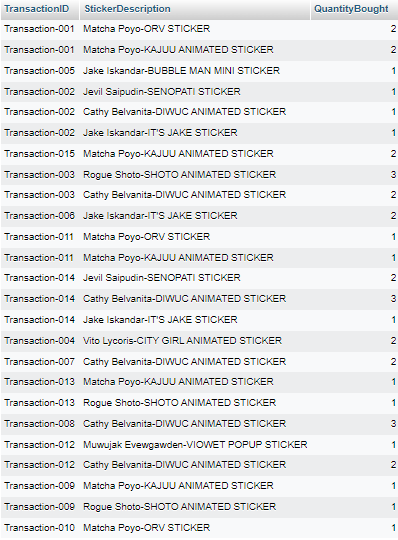 TransactionID StickerDescription QuantityBought
Transaction-001 Matcha Poyo-ORV STICKER 2
Transaction-001 Matcha Poyo-KAJUU ANIMATED STICKER 2
Transaction-005 Jake Iskandar-BUBBLE MAN MINI STICKER 1
Transaction-002 Jevil Saipudin-SENOPATI STICKER 1
Transaction-002 Cathy Belvanita-DIWUC ANIMATED STICKER 2
Transaction-002 Jake Iskandar-IT'S JAKE STICKER 1
Transaction-015 Matcha Poyo-KAJUU ANIMATED STICKER 2
Transaction-003 Rogue Shoto-SHOTO ANIMATED STICKER 3
Transaction-003 Cathy Belvanita-DIWUC ANIMATED STICKER 2
Transaction-006 Jake Iskandar-IT'S JAKE STICKER 2
Transaction-011 Matcha Poyo-ORV STICKER 1
Transaction-011 Matcha Poyo-KAJUU ANIMATED STICKER 1
Transaction-014 Jevil Saipudin-SENOPATI STICKER 2
Transaction-014 Cathy Belvanita-DIWUC ANIMATED STICKER 3
Transaction-014 Jake Iskandar-IT'S JAKE STICKER 1
Transaction-004 Vito Lycoris-CITY GIRL ANIMATED STICKER 2
Transaction-007 Cathy Belvanita-DIWUC ANIMATED STICKER 2
Transaction-013 Matcha Poyo-KAJUU ANIMATED STICKER 1
Transaction-013 Rogue Shoto-SHOTO ANIMATED STICKER 1
Transaction-008 Cathy Belvanita-DIWUC ANIMATED STICKER 3
Transaction-012 Muwujak Evewgawden-VIOWET POPUP STICKER 1
Transaction-012 Cathy Belvanita-DIWUC ANIMATED STICKER 2
Transaction-009 Matcha Poyo-KAJUU ANIMATED STICKER 1
Transaction-009 Rogue Shoto-SHOTO ANIMATED STICKER 1
Transaction-010 Matcha Poyo-ORV STICKER 1